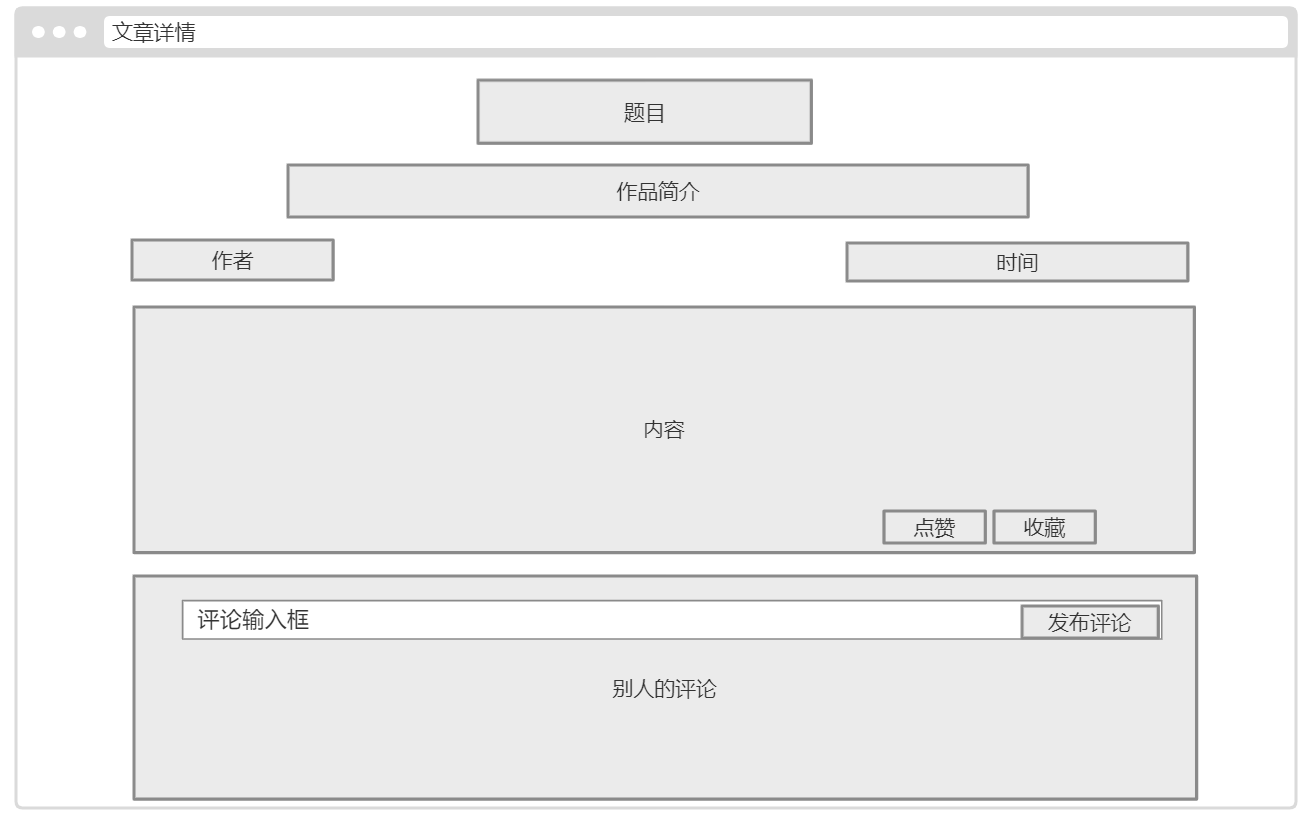 文章详情
题目
作品简介
作者
时间
内容
点赞
收藏
评论输入框
发布评论
别人的评论